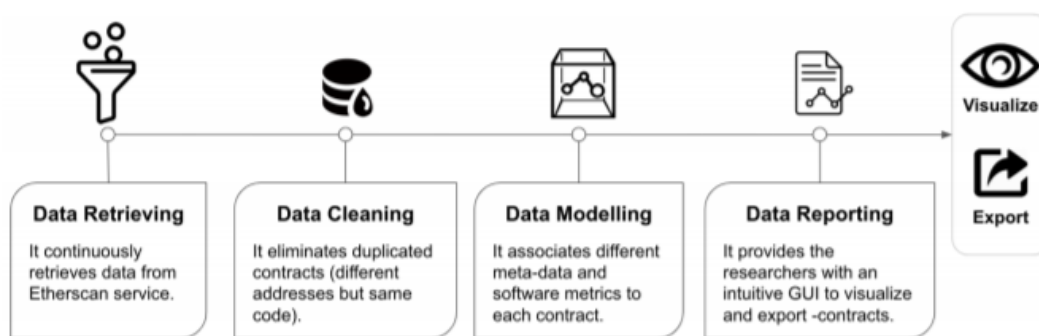 Visualize
Export
Data Retrieving
It continuously
retrieves data from
Etherscan service.
Data Cleaning
It eliminates duplicated
contracts (different
addresses but same
code).
Data Modelling
It associates different
meta-data and
software metrics to
each contract.
Data Reporting
It provides the
researchers with an
intuitive GUI to visualize
and export -contracts.